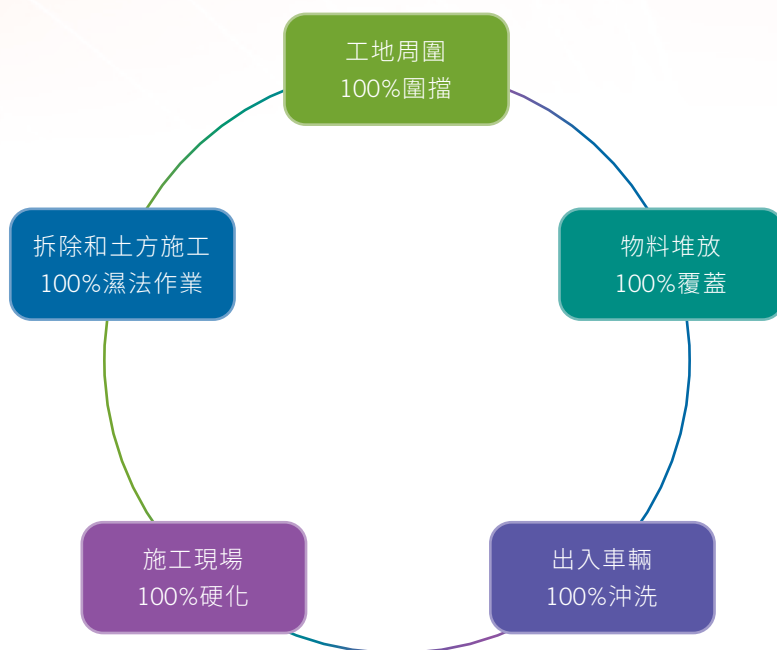 工地周圍
100%圍擋
物料堆放
100%覆蓋
出入車輛
100%沖洗
施工現場
100%硬化
拆除和土方施工
100%濕法作業